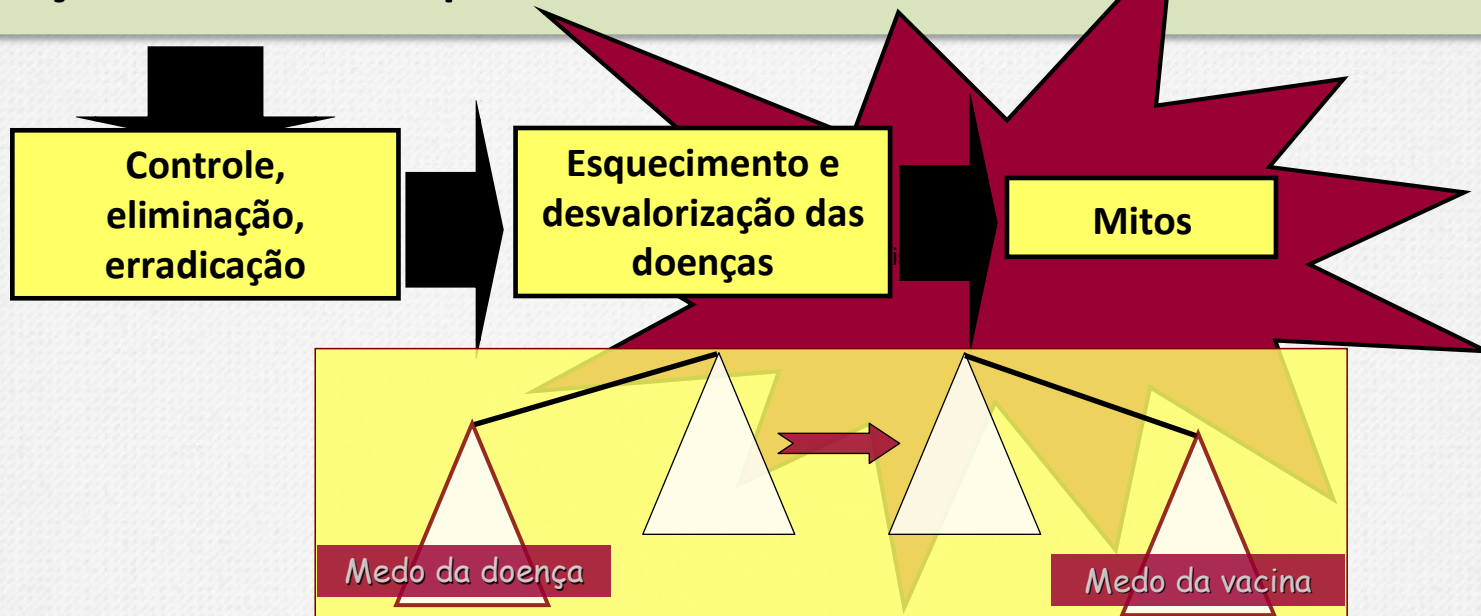 Controle,
eliminação,
erradicação
Esquecimento e
desvalorização das
doenças
Mitos
Medo da doença
Medo da vacina